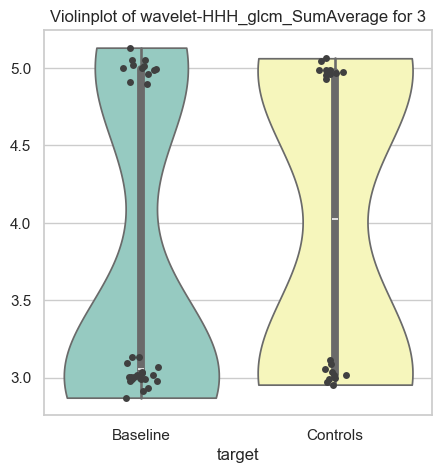 Violinplot of wavelet-HHH_glcm_SumAverage for 3
5.0
4.5
4.0
3.5
3.0
Baseline
Controls
target